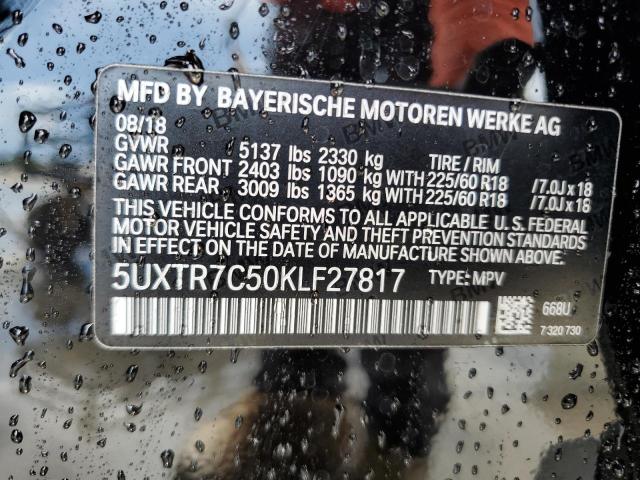 MFD BY BAYERISCHE MOTOREN WERKE AG
08/18
GVWR 5137 lbs 2330 kg TIRE / RIM
GAWR FRONT 2403 lbs 1090 kg WITH 225/60 R18 /7.0J x 18
GAWR REAR 3009 lbs 1365 kg WITH 225/60 R18 /7.0J x 18
THIS VEHICLE CONFORMS TO ALL APPLICABLE U. S. FEDERAL
MOTOR VEHICLE SAFETY AND THEFT PREVENTION STANDARDS
IN EFFECT ON THE DATE OF MANUFACTURE SHOWN ABOVE.
5UXTR7C50KLF27817 TYPE: MPV
668U
7 320 730